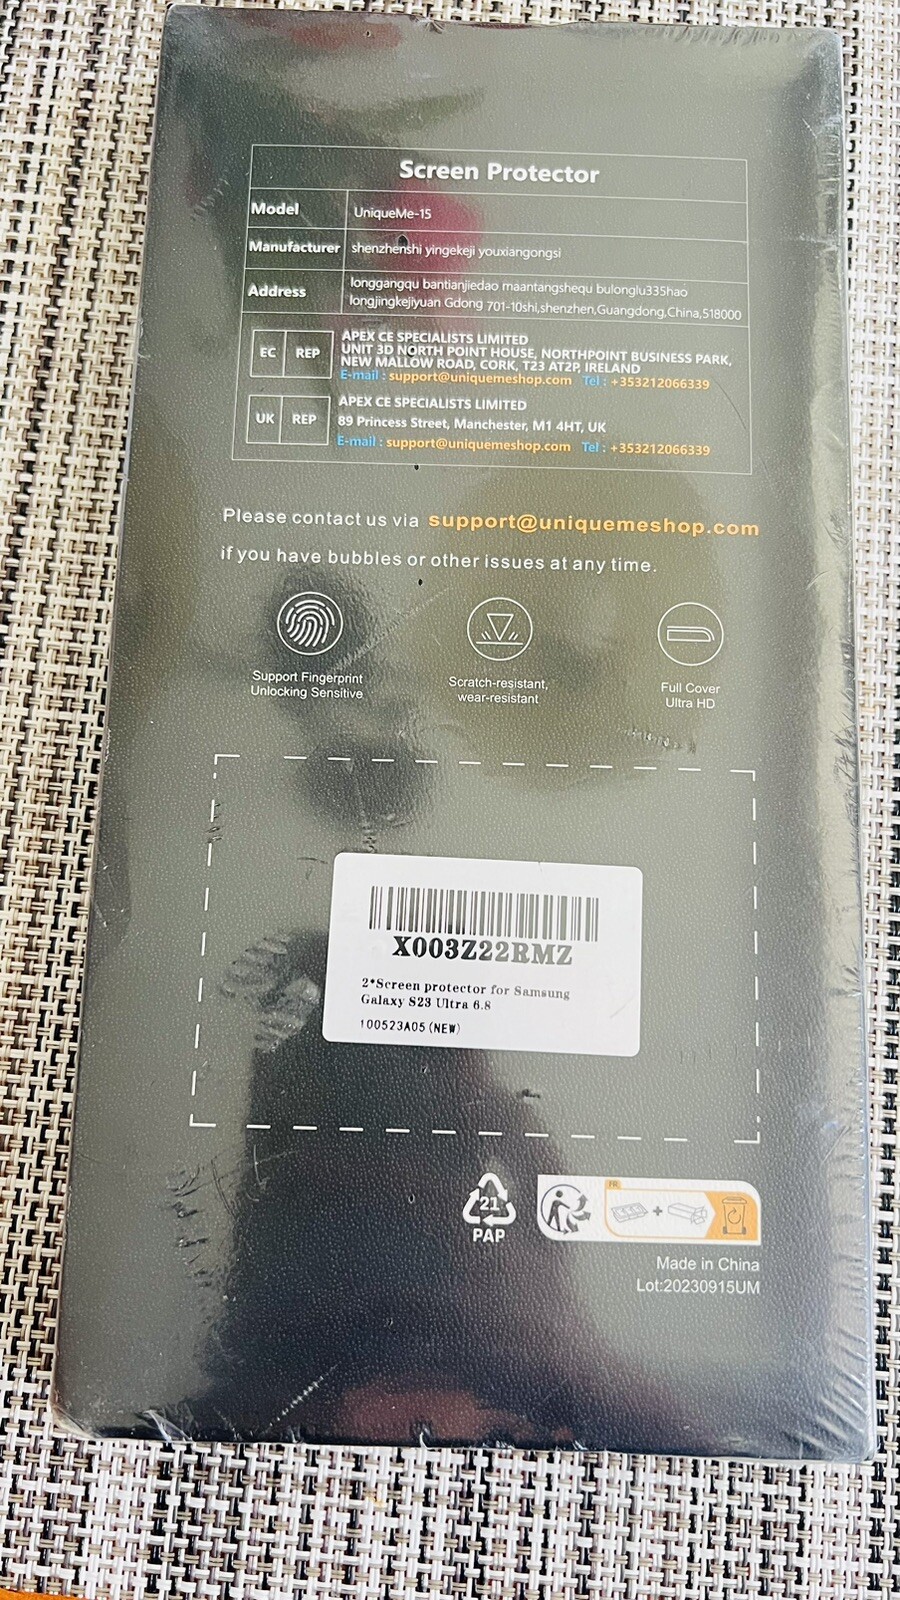 Screen Protector
Model UniqueMe-15
Manufacturer shenzhenshi yingekeji youxiangongsi
Address longgangqu bantianjiedao maantangshequ bulonglu335hao
longjingkejiyuan Gdong 701-10shi,shenzhen,Guangdong,China,518000
EC REP APEX CE SPECIALISTS LIMITED
UNIT 3D NORTH POINT HOUSE, NORTHPOINT BUSINESS PARK,
NEW MALLOW ROAD, CORK, T23 AT2P, IRELAND
E-mail : support@uniquemeshop.com Tel : +353212066339
UK REP APEX CE SPECIALISTS LIMITED
89 Princess Street, Manchester, M1 4HT, UK
E-mail : support@uniquemeshop.com Tel : +353212066339
Please contact us via support@uniquemeshop.com
if you have bubbles or other issues at any time.
Support Fingerprint
Unlocking Sensitive
Scratch-resistant,
wear-resistant
Full Cover
Ultra HD
X003Z22RMZ
2*Screen protector for Samsung
Galaxy S23 Ultra 6.8
100523A05(NEW)
21
PAP
FR
+
Made in China
Lot:20230915UM